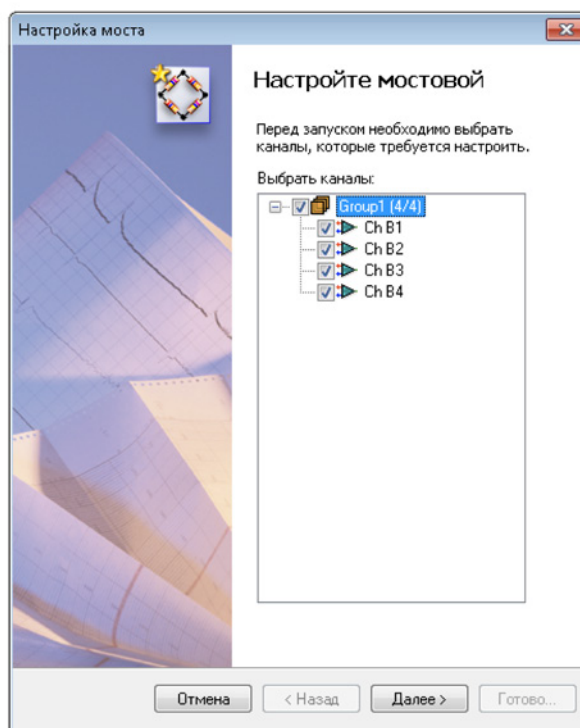 Настройка моста
Настройте мостовой
Перед запуском необходимо выбрать
каналы, которые требуется настроить.
Выбрать каналы:
Group1 (4/4)
Ch B1
Ch B2
Ch B3
Ch B4
Отмена
< Назад
Далее >
Готово...